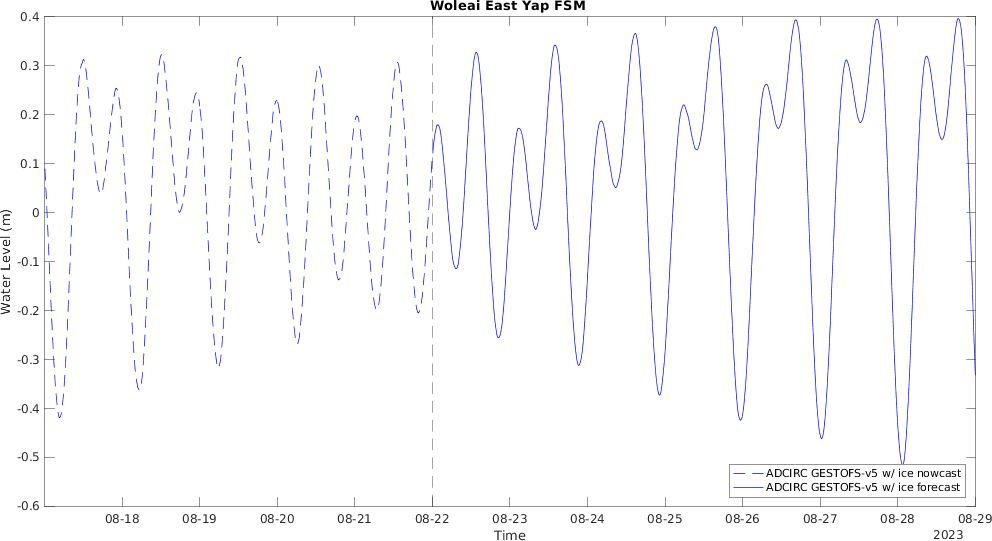 Woleai East Yap FSM
0.4
0.3
0.2
0.1
0
-0.1
-0.2
-0.3
-0.4
-0.5
-0.6
Water Level (m)
ADCIRC GESTOFS-v5 w/ ice nowcast
ADCIRC GESTOFS-v5 w/ ice forecast
08-18 08-19 08-20 08-21 08-22 08-23 08-24 08-25 08-26 08-27 08-28 08-29
Time 2023